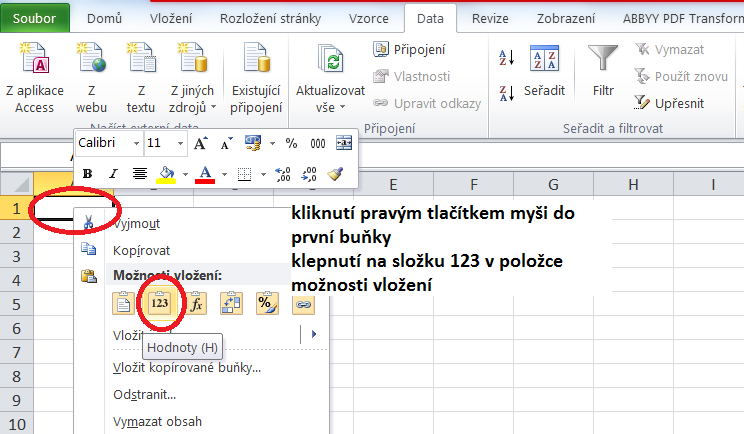 Soubor Domů Vložení Rozložení stránky Vzorce Data Revize Zobrazení ABBYY PDF Transform
Z aplikace Access
Z webu
Z textu
Z jiných zdrojů
Existující připojení
Aktualizovat vše
Připojení
Vlastnosti
Upravit odkazy
Seřadit
Filtr
Vymazat
Použít znovu
Upřesnit
Načíst externí data
Připojení
Seřadit a filtrovat
Calibri 11 A A % 000
B I A
E F G H I
1
2
3
4
5
6
7
8
9
10
Vyjmout
Kopírovat
Možnosti vložení:
123 fx %
Vložit
Hodnoty (H)
Vložit kopírované buňky...
Odstranit...
Vymazat obsah
kliknutí pravým tlačítkem myši do
první buňky
klepnutí na složku 123 v položce
možnosti vložení